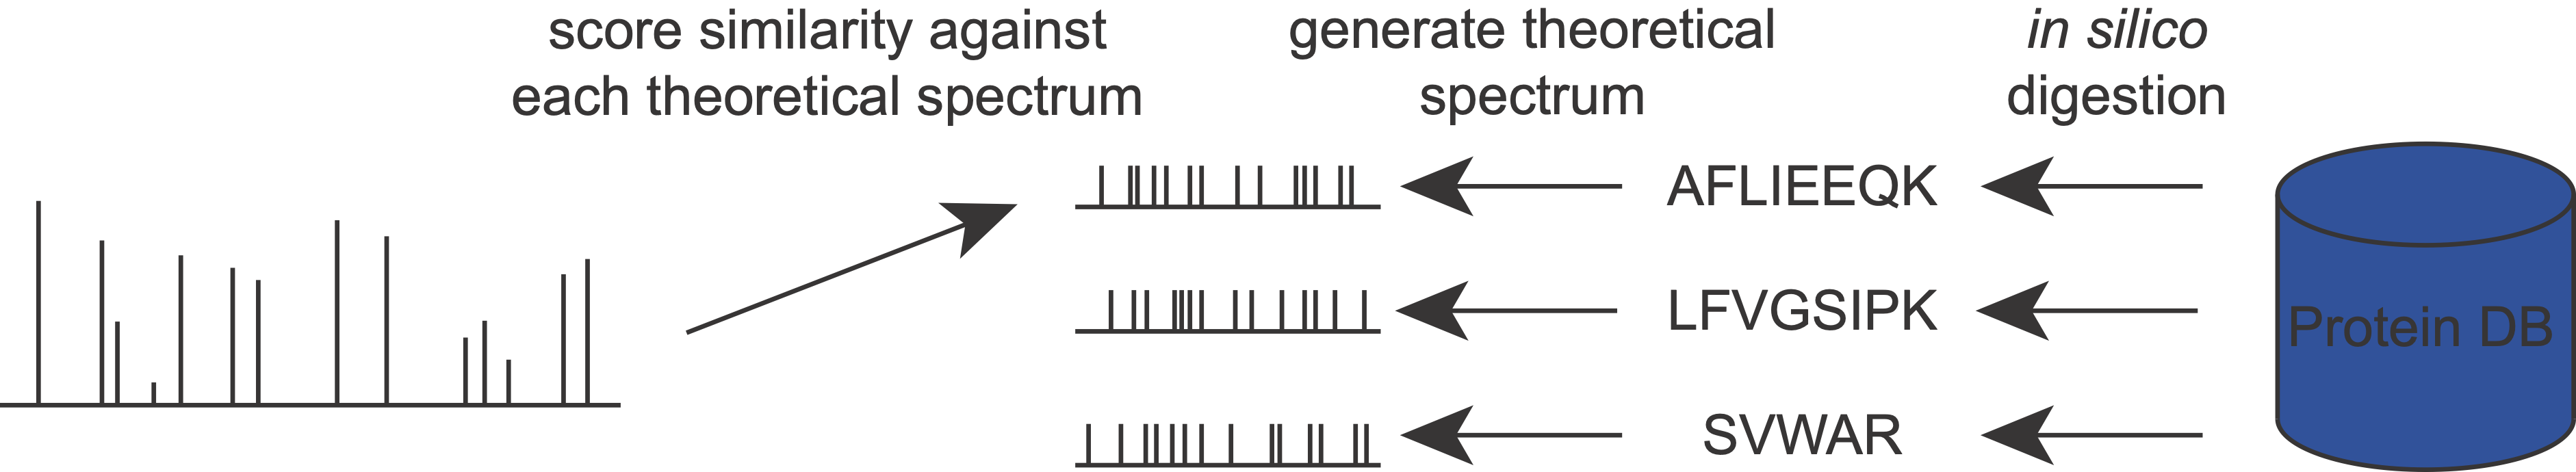 score similarity against
each theoretical spectrum
generate theoretical
spectrum
in silico
digestion
AFLIEEQK
LFVGSIPK
SVWAR
Protein DB